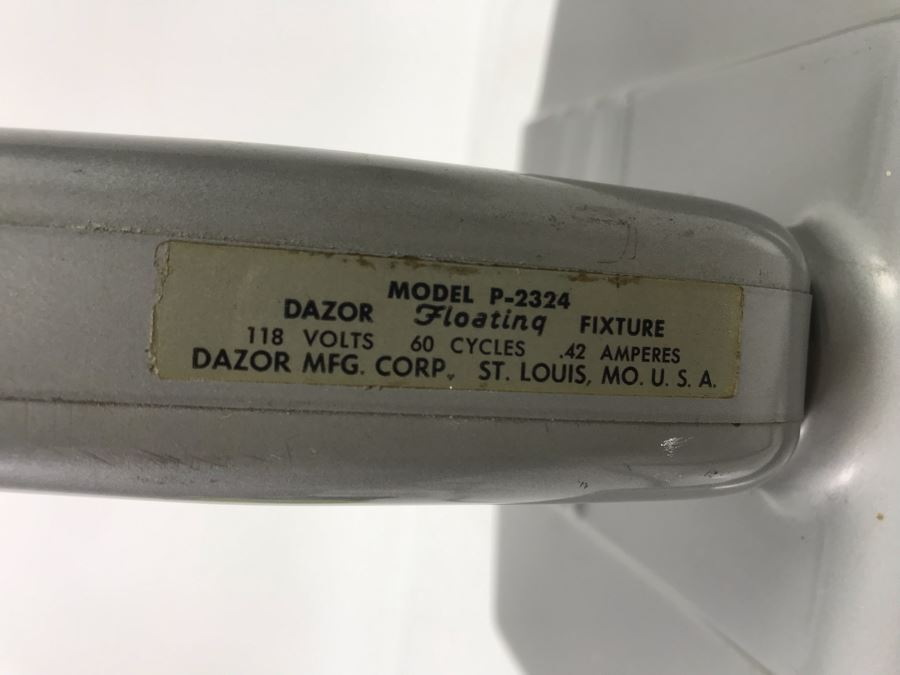 MODEL P-2324
DAZOR Floating FIXTURE
118 VOLTS 60 CYCLES .42 AMPERES
DAZOR MFG. CORP. ST. LOUIS, MO. U. S. A.